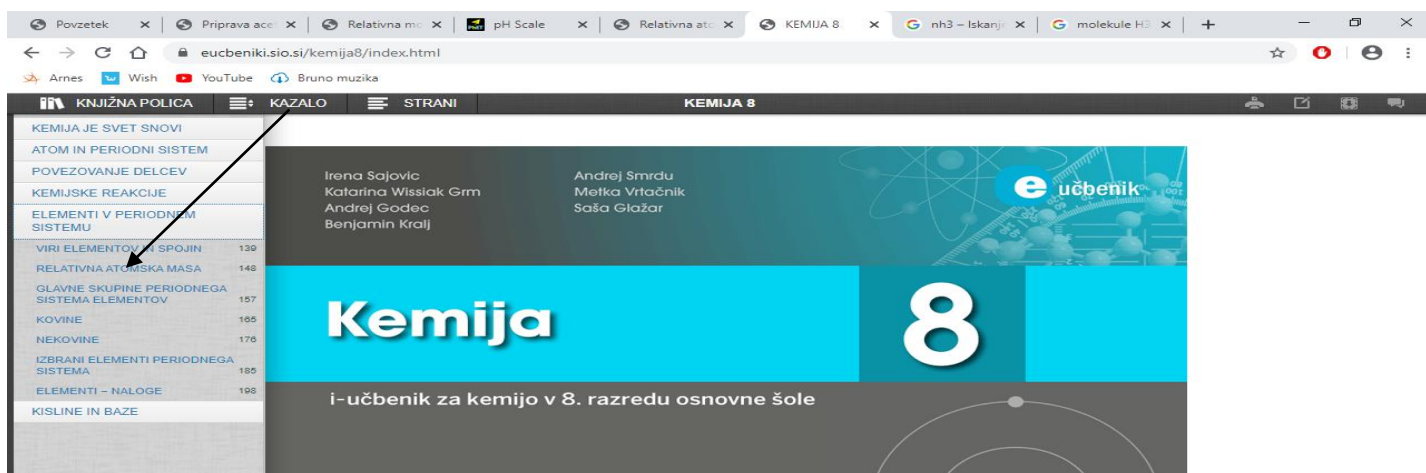 Povzetek
Priprava ace
Relativna mo
pH Scale
Relativna ato
KEMIJA 8
nh3 – Iskanje
molekule H3
eucbeniki.sio.si/kemija8/index.html
Arnes Wish YouTube Bruno muzika
KNJIŽNA POLICA KAZALO STRANI KEMIJA 8
KEMIJA JE SVET SNOVI
ATOM IN PERIODNI SISTEM
POVEZOVANJE DELCEV
KEMIJSKE REAKCIJE
ELEMENTI V PERIODNEM
SISTEMU
VIRI ELEMENTOV IN SPOJIN 139
RELATIVNA ATOMSKA MASA 148
GLAVNE SKUPINE PERIODNEGA
SISTEMA ELEMENTOV 157
KOVINE 165
NEKOVINE 176
IZBRANI ELEMENTI PERIODNEGA
SISTEMA 185
ELEMENTI – NALOGE 198
KISLINE IN BAZE
Irena Sajovic
Katarina Wissiak Grm
Andrej Godec
Benjamin Kralj
Andrej Smrdu
Metka Vrtačnik
Saša Glažar
e učbenik
Kemija 8
i-učbenik za kemijo v 8. razredu osnovne šole